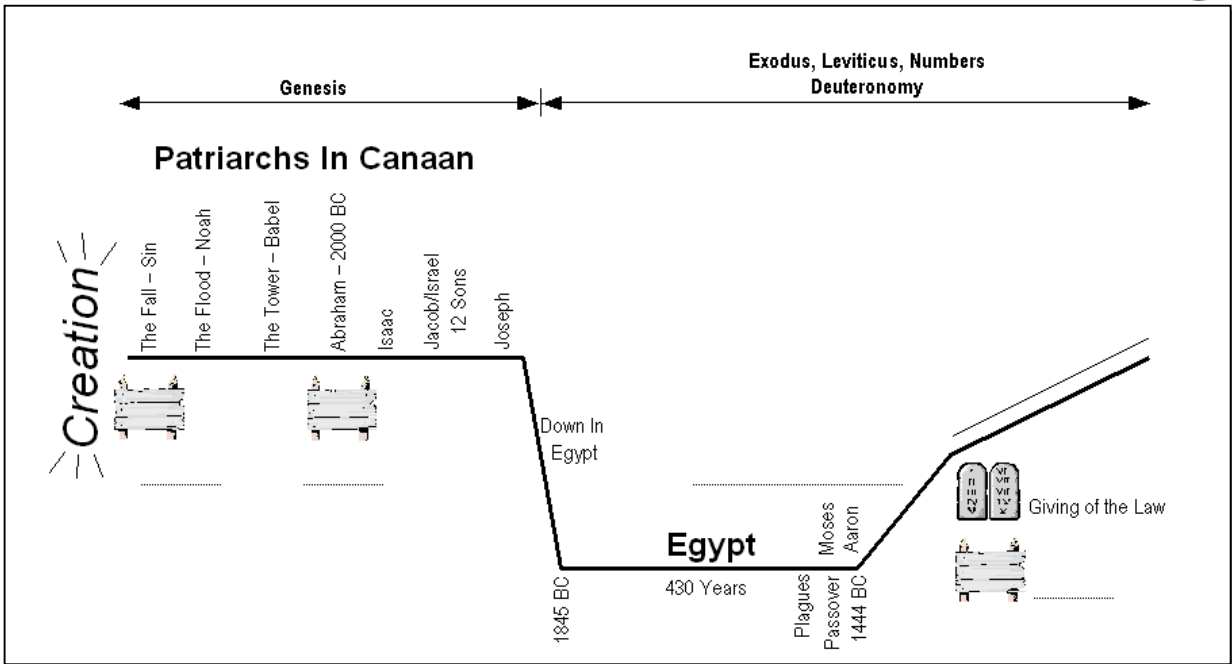 Genesis
Exodus, Leviticus, Numbers
Deuteronomy
Patriarchs In Canaan
Creation
The Fall – Sin
The Flood – Noah
The Tower – Babel
Abraham – 2000 BC
Isaac
Jacob/Israel
12 Sons
Joseph
Down In
Egypt
Egypt
430 Years
1845 BC
Plagues
Passover
1444 BC
Moses
Aaron
Giving of the Law